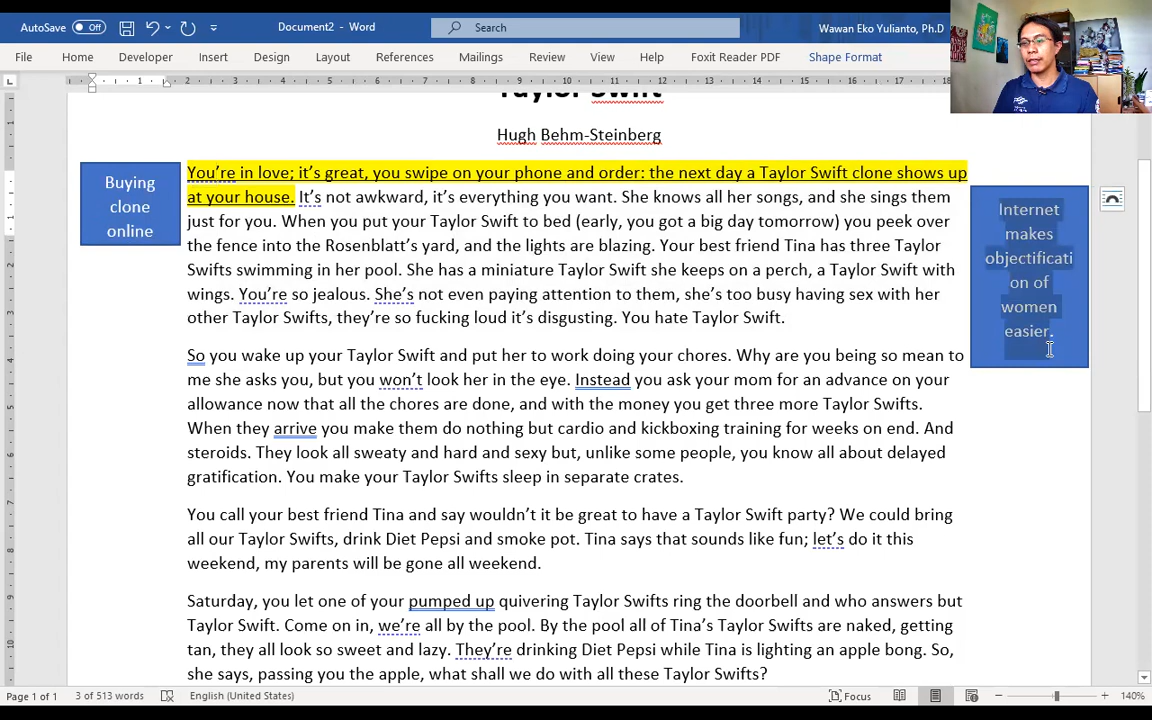 AutoSave Off Document2 - Word Search Wawan Eko Yulianto, Ph.D
File Home Developer Insert Design Layout References Mailings Review View Help Foxit Reader PDF Shape Format
1 1 2 3 4 5 6 7 8 9 10 11 12 13 14 15 16 17 18
Taylor Swift
Hugh Behm-Steinberg
Buying
clone
online
You're in love; it's great, you swipe on your phone and order: the next day a Taylor Swift clone shows up
at your house. It's not awkward, it's everything you want. She knows all her songs, and she sings them
just for you. When you put your Taylor Swift to bed (early, you got a big day tomorrow) you peek over
the fence into the Rosenblatt's yard, and the lights are blazing. Your best friend Tina has three Taylor
Swifts swimming in her pool. She has a miniature Taylor Swift she keeps on a perch, a Taylor Swift with
wings. You're so jealous. She's not even paying attention to them, she's too busy having sex with her
other Taylor Swifts, they're so fucking loud it's disgusting. You hate Taylor Swift.
Internet
makes
objectificati
on of
women
easier.
So you wake up your Taylor Swift and put her to work doing your chores. Why are you being so mean to
me she asks you, but you won't look her in the eye. Instead you ask your mom for an advance on your
allowance now that all the chores are done, and with the money you get three more Taylor Swifts.
When they arrive you make them do nothing but cardio and kickboxing training for weeks on end. And
steroids. They look all sweaty and hard and sexy but, unlike some people, you know all about delayed
gratification. You make your Taylor Swifts sleep in separate crates.
You call your best friend Tina and say wouldn't it be great to have a Taylor Swift party? We could bring
all our Taylor Swifts, drink Diet Pepsi and smoke pot. Tina says that sounds like fun; let's do it this
weekend, my parents will be gone all weekend.
Saturday, you let one of your pumped up quivering Taylor Swifts ring the doorbell and who answers but
Taylor Swift. Come on in, we're all by the pool. By the pool all of Tina's Taylor Swifts are naked, getting
tan, they all look so sweet and lazy. They're drinking Diet Pepsi while Tina is lighting an apple bong. So,
she says, passing you the apple, what shall we do with all these Taylor Swifts?
Page 1 of 1 3 of 513 words English (United States) Focus 140%